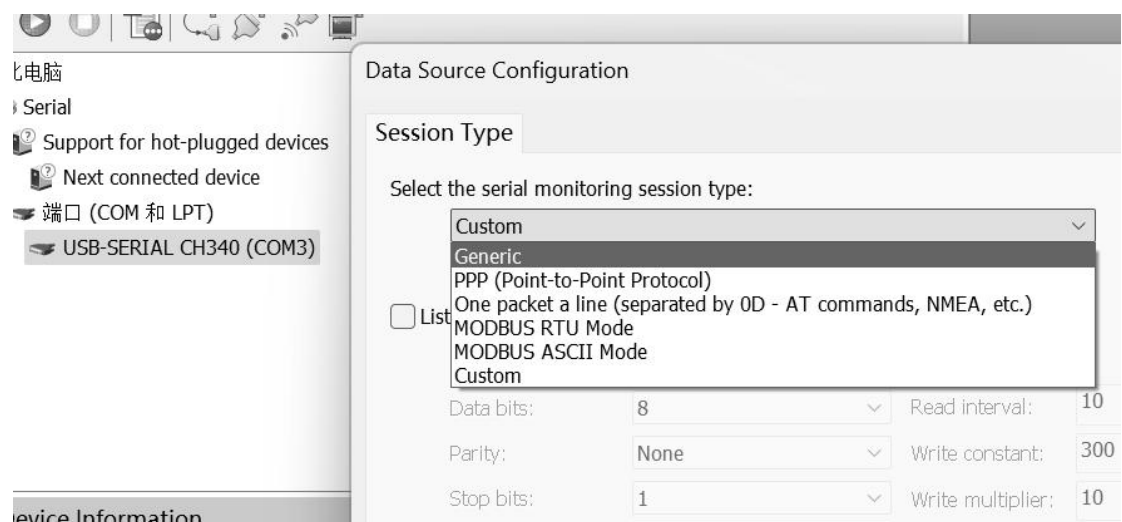 此电脑
Serial
Support for hot-plugged devices
Next connected device
端口 (COM 和 LPT)
USB-SERIAL CH340 (COM3)
Device Information
Data Source Configuration
Session Type
Select the serial monitoring session type:
Custom
Generic
PPP (Point-to-Point Protocol)
One packet a line (separated by 0D - AT commands, NMEA, etc.)
MODBUS RTU Mode
MODBUS ASCII Mode
Custom
List
Data bits: 8 Read interval: 10
Parity: None Write constant: 300
Stop bits: 1 Write multiplier: 10